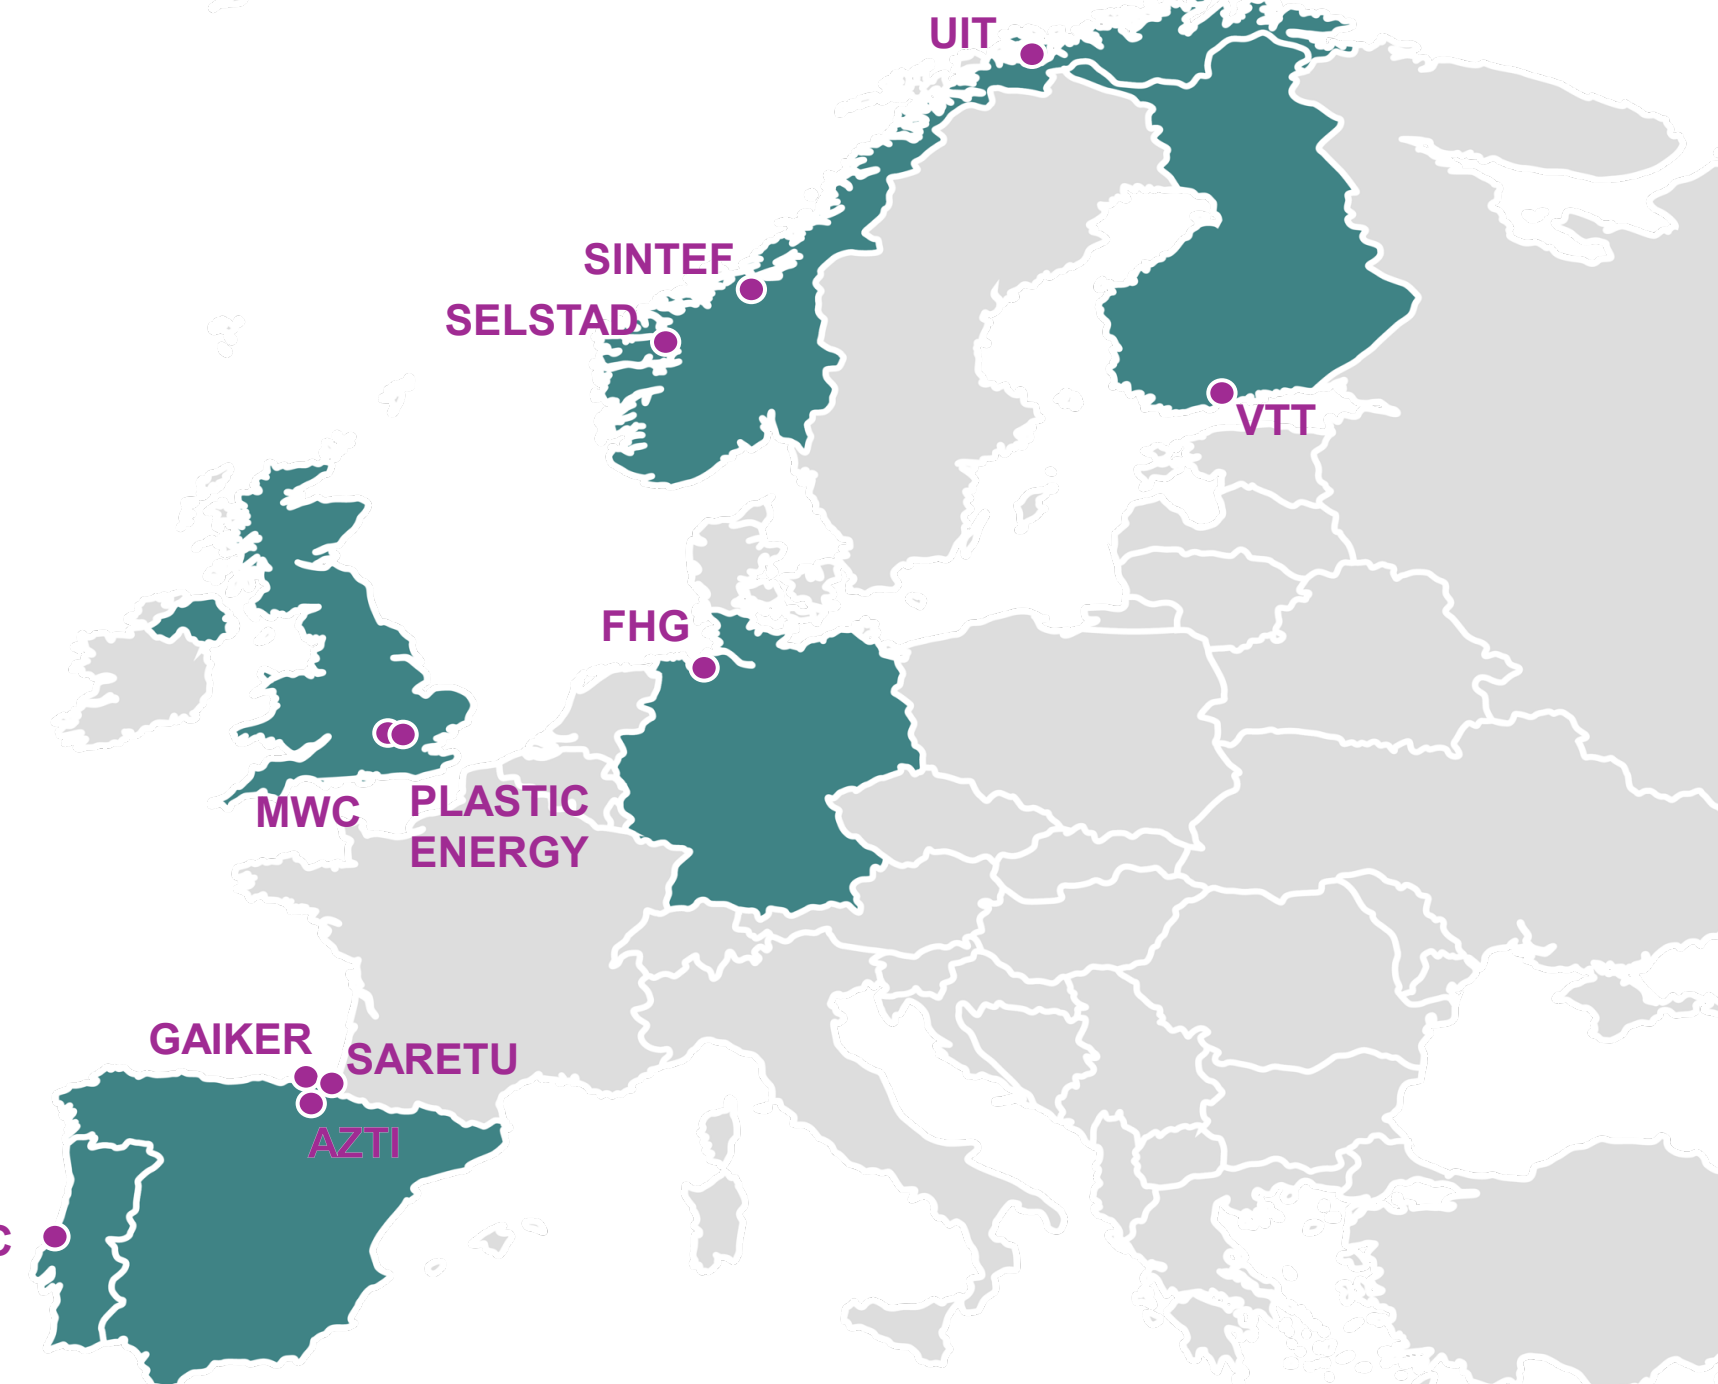 UIT
SINTEF
SELSTAD
VTT
FHG
MWC
PLASTIC
ENERGY
GAIKER
SARETU
AZTI
C